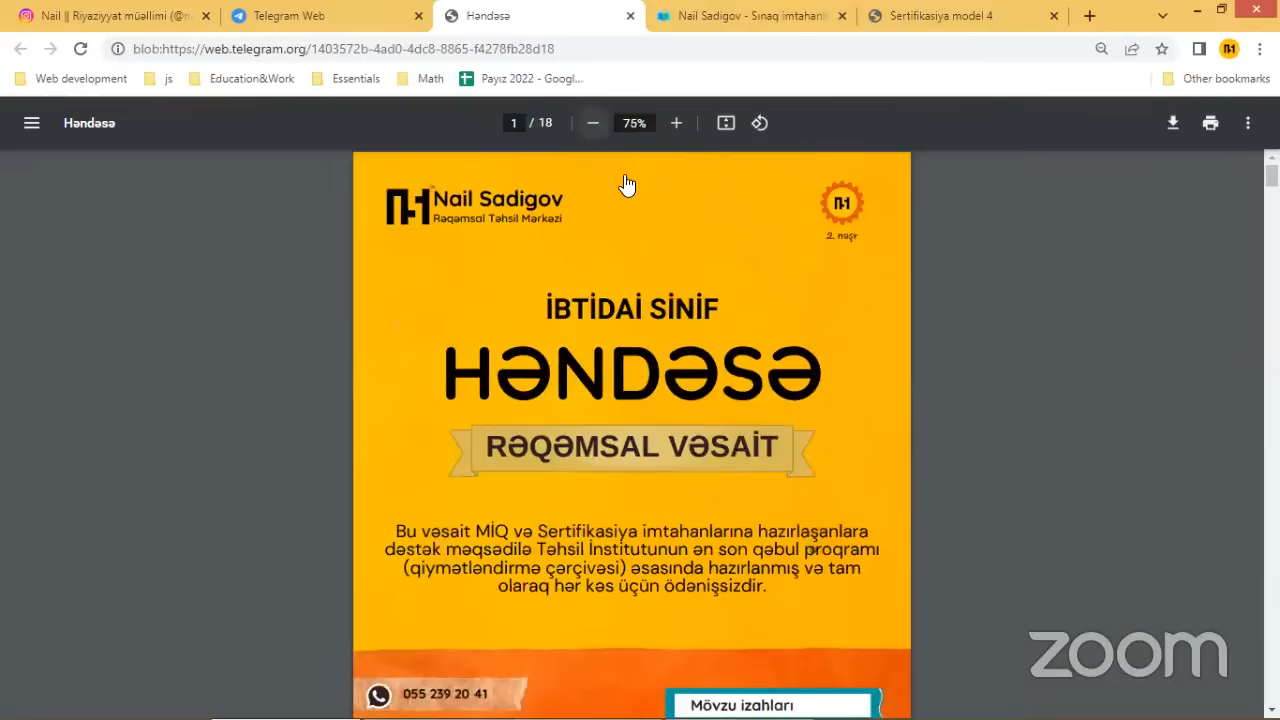 Nail || Riyaziyyat müəllimi (@n
Telegram Web
Həndəsə
Nail Sadigov - Sınaq imtahanl
Sertifikasiya model 4
blob:https://web.telegram.org/1403572b-4ad0-4dc8-8865-f4278fb28d18
Web development
js
Education&Work
Essentials
Math
Payız 2022 - Googl...
Other bookmarks
Həndəsə
1 / 18
75%
Nail Sadigov
Rəqəmsal Təhsil Mərkəzi
2. nəşr
İBTİDAİ SİNİF
HƏNDƏSƏ
RƏQƏMSAL VƏSAİT
Bu vəsait MİQ və Sertifikasiya imtahanlarına hazırlaşanlara
dəstək məqsədilə Təhsil İnstitutunun ən son qəbul proqramı
(qiymətləndirmə çərçivəsi) əsasında hazırlanmış və tam
olaraq hər kəs üçün ödənişsizdir.
055 239 20 41
Mövzu izahları
zoom